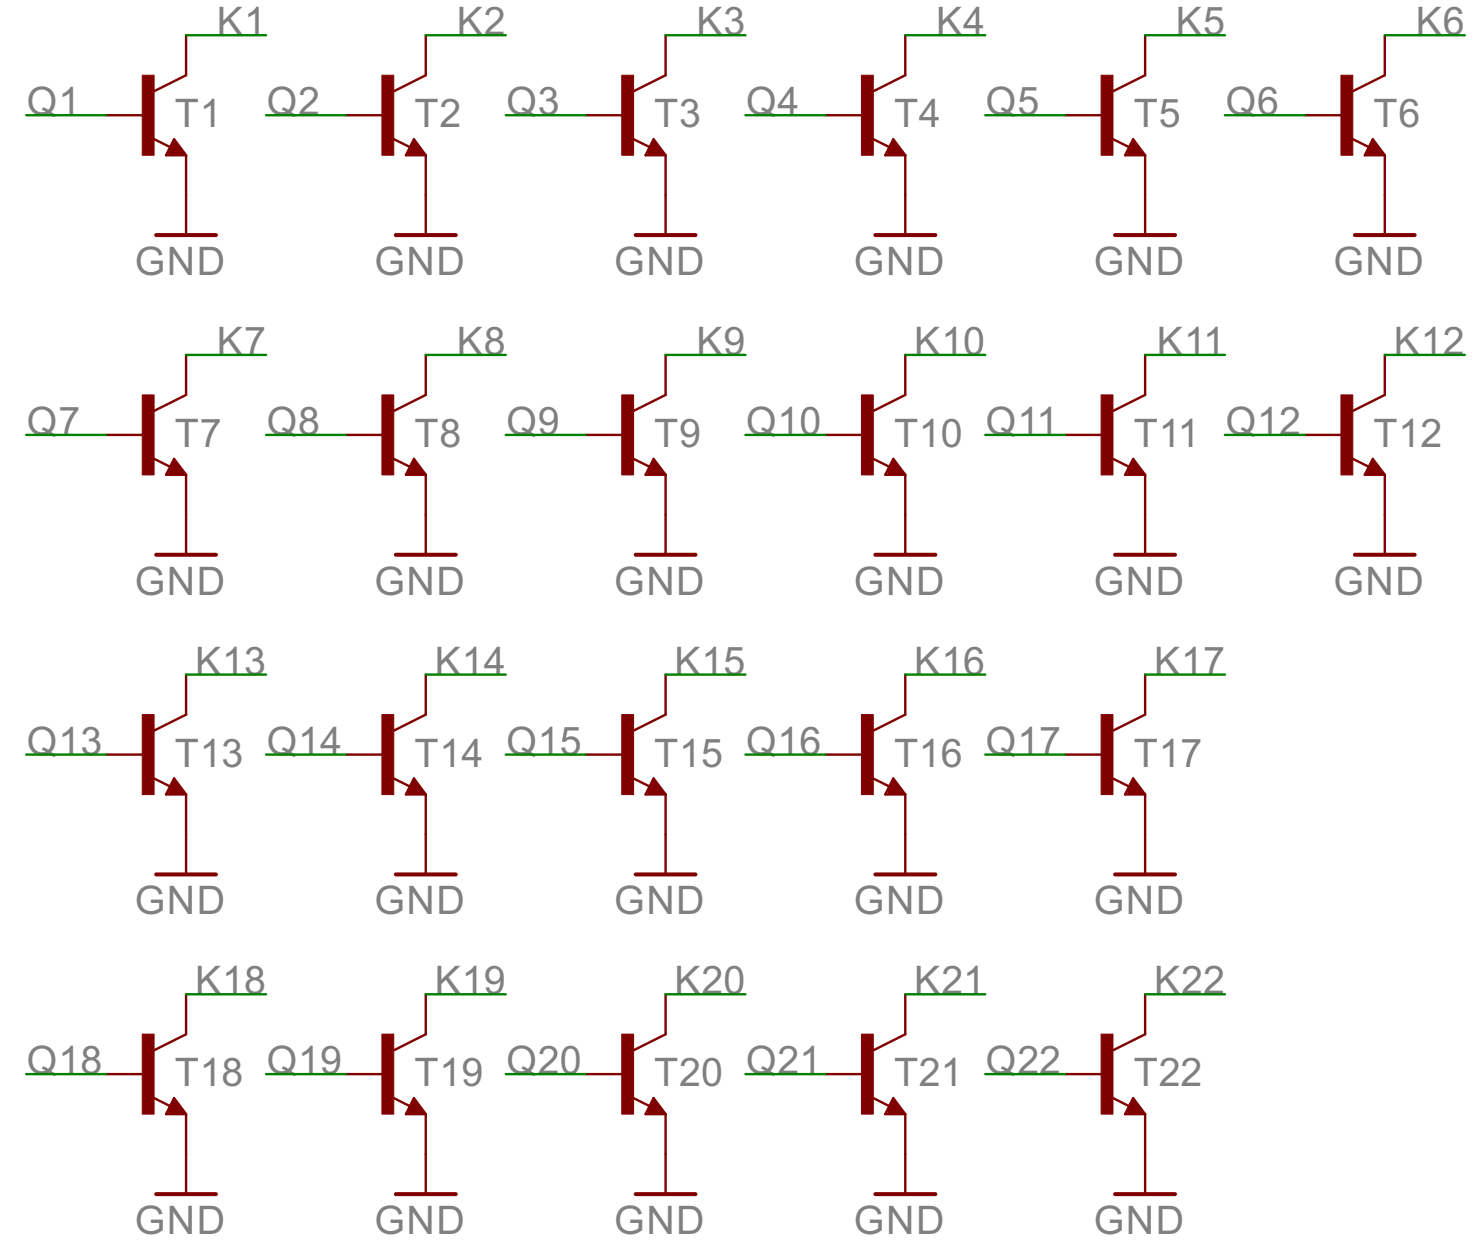 K1 K2 K3 K4 K5 K6
Q1 T1 Q2 T2 Q3 T3 Q4 T4 Q5 T5 Q6 T6
GND GND GND GND GND GND
K7 K8 K9 K10 K11 K12
Q7 T7 Q8 T8 Q9 T9 Q10 T10 Q11 T11 Q12 T12
GND GND GND GND GND GND
K13 K14 K15 K16 K17
Q13 T13 Q14 T14 Q15 T15 Q16 T16 Q17 T17
GND GND GND GND GND
K18 K19 K20 K21 K22
Q18 T18 Q19 T19 Q20 T20 Q21 T21 Q22 T22
GND GND GND GND GND